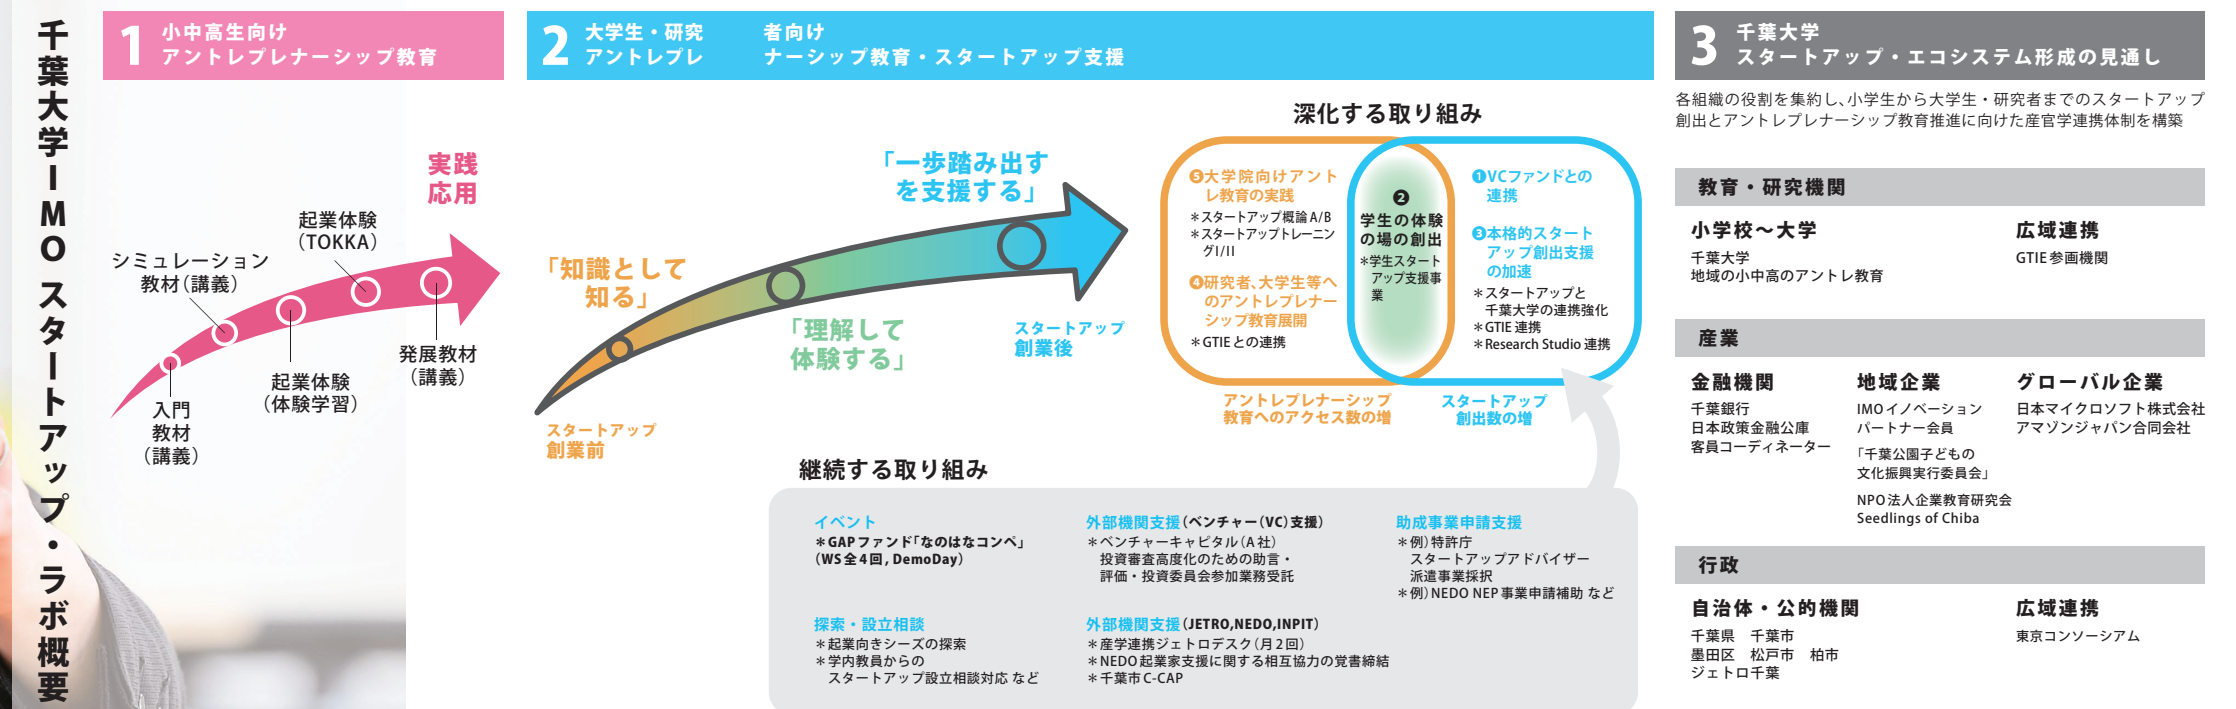 千葉大学IMO スタートアップ・ラボ概要
1 小中高生向け
アントレプレナーシップ教育
実践
応用
起業体験
（TOKKA）
シミュレーション
教材（講義）
発展教材
（講義）
起業体験
（体験学習）
入門
教材
（講義）
2 大学生・研究 者向け
アントレプレ ナーシップ教育・スタートアップ支援
「一歩踏み出す
を支援する」
「知識として
知る」
「理解して
体験する」
スタートアップ
創業後
スタートアップ
創業前
深化する取り組み
❺大学院向けアント
レ教育の実践
＊スタートアップ概論A/B
＊スタートアップトレーニン
グI/II
❹研究者、大学生等へ
のアントレプレナー
シップ教育展開
＊GTIEとの連携
❷
学生の体験
の場の創出
＊学生スタート
アップ支援事
業
❶VCファンドとの
連携
❸本格的スタート
アップ創出支援
の加速
＊スタートアップと
千葉大学の連携強化
＊GTIE 連携
＊Research Studio 連携
アントレプレナーシップ
教育へのアクセス数の増
スタートアップ
創出数の増
継続する取り組み
イベント
＊GAPファンド「なのはなコンペ」
（WS全4回, DemoDay）
探索・設立相談
＊起業向きシーズの探索
＊学内教員からの
スタートアップ設立相談対応 など
外部機関支援（ベンチャー（VC）支援）
＊ベンチャーキャピタル（A社）
投資審査高度化のための助言・
評価・投資委員会参加業務受託
外部機関支援（JETRO,NEDO,INPIT）
＊産学連携ジェトロデスク（月2回）
＊NEDO起業家支援に関する相互協力の覚書締結
＊千葉市C-CAP
助成事業申請支援
＊例）特許庁
スタートアップアドバイザー
派遣事業採択
＊例）NEDO NEP事業申請補助 など
3 千葉大学
スタートアップ・エコシステム形成の見通し
各組織の役割を集約し、小学生から大学生・研究者までのスタートアップ
創出とアントレプレナーシップ教育推進に向けた産官学連携体制を構築
教育・研究機関
小学校〜大学
千葉大学
地域の小中高のアントレ教育
広域連携
GTIE参画機関
産業
金融機関
千葉銀行
日本政策金融公庫
客員コーディネーター
地域企業
IMOイノベーション
パートナー会員
「千葉公園子どもの
文化振興実行委員会」
NPO法人企業教育研究会
Seedlings of Chiba
グローバル企業
日本マイクロソフト株式会社
アマゾンジャパン合同会社
行政
自治体・公的機関
千葉県　千葉市
墨田区　松戸市　柏市
ジェトロ千葉
広域連携
東京コンソーシアム